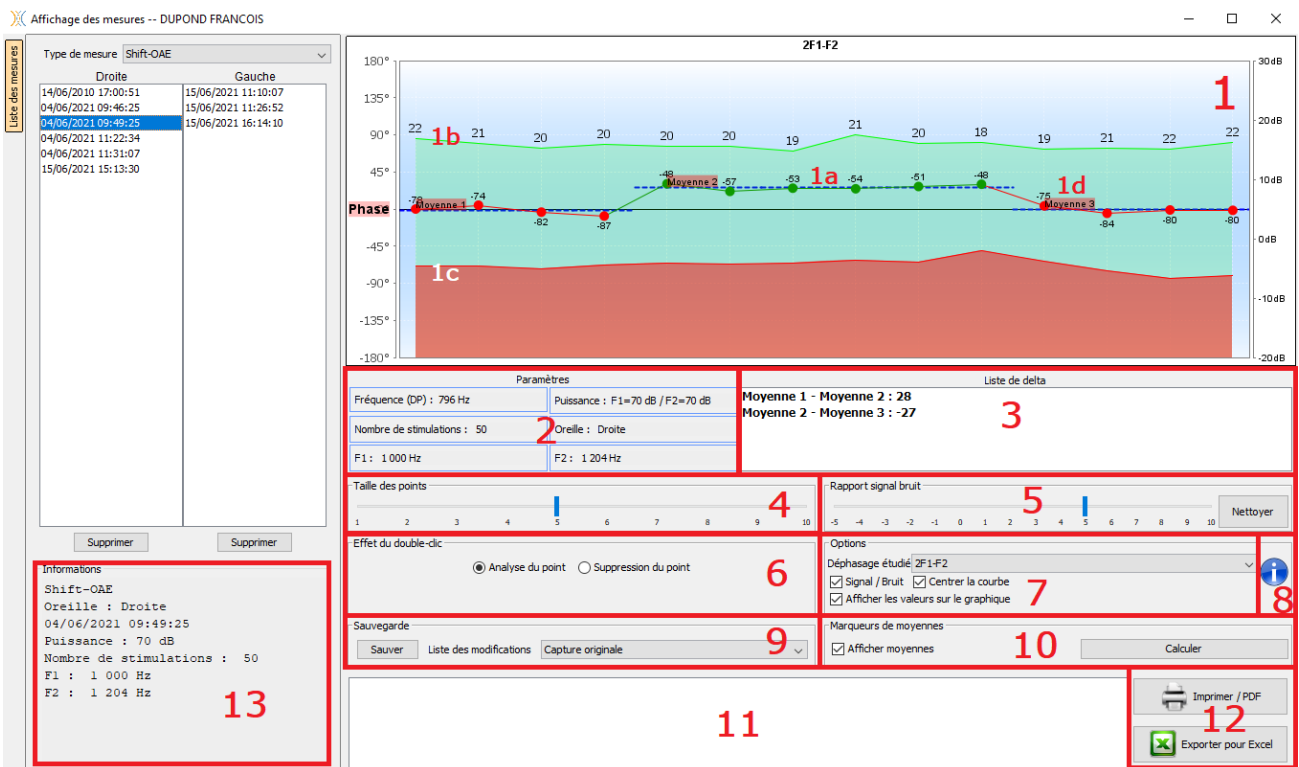 Affichage des mesures -- DUPOND FRANCOIS
Liste des mesures
Type de mesure Shift-OAE
Droite Gauche
14/06/2010 17:00:51 15/06/2021 11:10:07
04/06/2021 09:46:25 15/06/2021 11:26:52
04/06/2021 09:49:25 15/06/2021 16:14:10
04/06/2021 11:22:34
04/06/2021 11:31:07
15/06/2021 15:13:30
Supprimer Supprimer
Informations
Shift-OAE
Oreille : Droite
04/06/2021 09:49:25
Puissance : 70 dB
Nombre de stimulations : 50
F1 : 1 000 Hz
F2 : 1 204 Hz
13
2F1-F2
180° 30dB
1
135°
20dB
90° 22 1b 21 20 20 20 20 19 21 20 18 19 21 22 22
45° 10dB
-78 -74 -82 -87 -48 -57 -53 1a -54 -51 -48 -75 1d -84 -80 -80
Moyenne 1 Moyenne 2 Moyenne 3
Phase
-45° 0dB
1c
-90°
-10dB
-135°
-180° -20dB
Paramètres
Fréquence (DP) : 796 Hz Puissance : F1=70 dB / F2=70 dB
Nombre de stimulations : 50 2 Oreille : Droite
F1 : 1 000 Hz F2 : 1 204 Hz
Liste de delta
Moyenne 1 - Moyenne 2 : 28
Moyenne 2 - Moyenne 3 : -27
3
Taille des points
4
1 2 3 4 5 6 7 8 9 10
Rapport signal bruit
5
-5 -4 -3 -2 -1 0 1 2 3 4 5 6 7 8 9 10
Nettoyer
Effet du double-clic
Analyse du point Suppression du point
6
Options
Déphasage étudié 2F1-F2
Signal / Bruit Centrer la courbe
Afficher les valeurs sur le graphique
7
i
8
Sauvegarde
Sauver Liste des modifications Capture originale
9
Marqueurs de moyennes
Afficher moyennes 10 Calculer
11
Imprimer / PDF
12
Exporter pour Excel